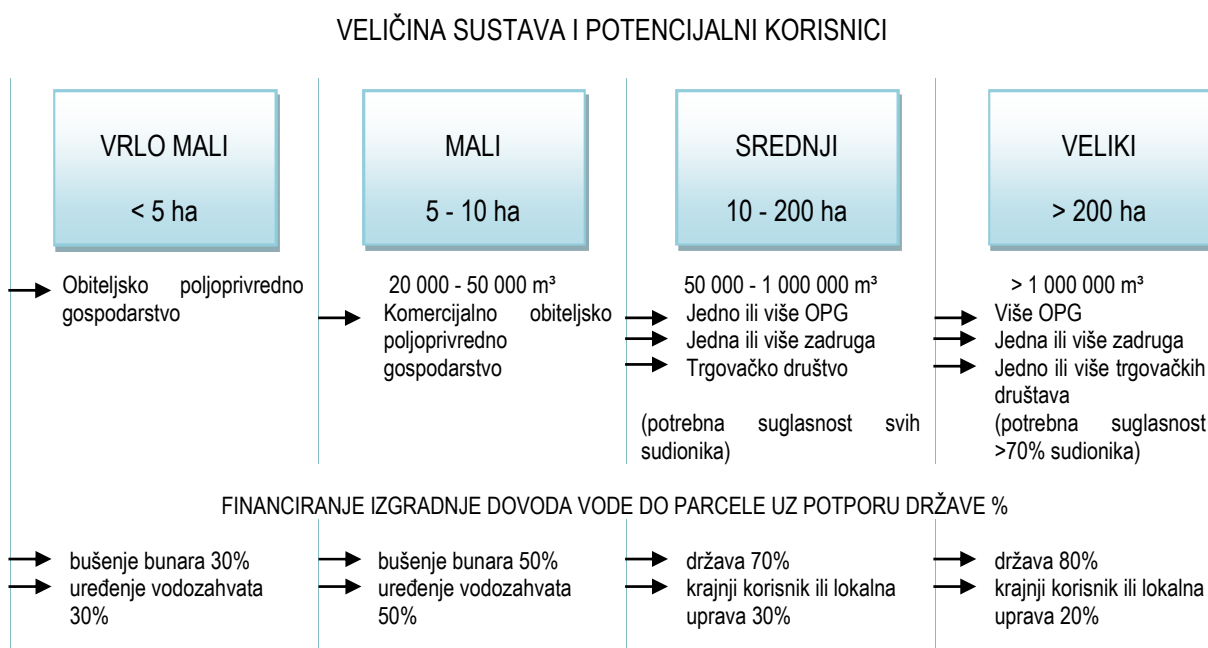 VELIČINA SUSTAVA I POTENCIJALNI KORISNICI
VRLO MALI
< 5 ha
Obiteljsko poljoprivredno
gospodarstvo
MALI
5 - 10 ha
20 000 - 50 000 m³
Komercijalno obiteljsko
poljoprivredno
gospodarstvo
SREDNJI
10 - 200 ha
50 000 - 1 000 000 m³
Jedno ili više OPG
Jedna ili više zadruga
Trgovačko društvo
(potrebna suglasnost svih
sudionika)
VELIKI
> 200 ha
> 1 000 000 m³
Više OPG
Jedna ili više zadruga
Jedno ili više trgovačkih
društava
(potrebna suglasnost
>70% sudionika)
FINANCIRANJE IZGRADNJE DOVODA VODE DO PARCELE UZ POTPORU DRŽAVE %
bušenje bunara 30%
uređenje vodozahvata
30%
bušenje bunara 50%
uređenje vodozahvata
50%
država 70%
krajnji korisnik ili lokalna
uprava 30%
država 80%
krajnji korisnik ili lokalna
uprava 20%